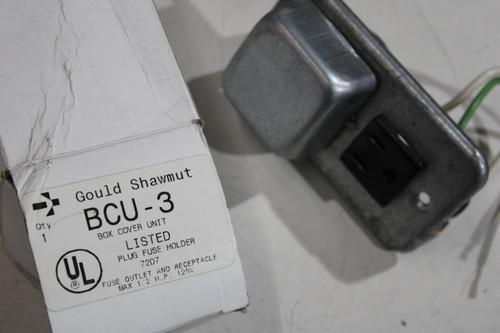 Gould Shawmut
BCU-3
Qty
1
BOX COVER UNIT
LISTED
PLUG FUSE HOLDER
72D7
UL
FUSE OUTLET AND RECEPTACLE
MAX 1/2 H.P. 125V